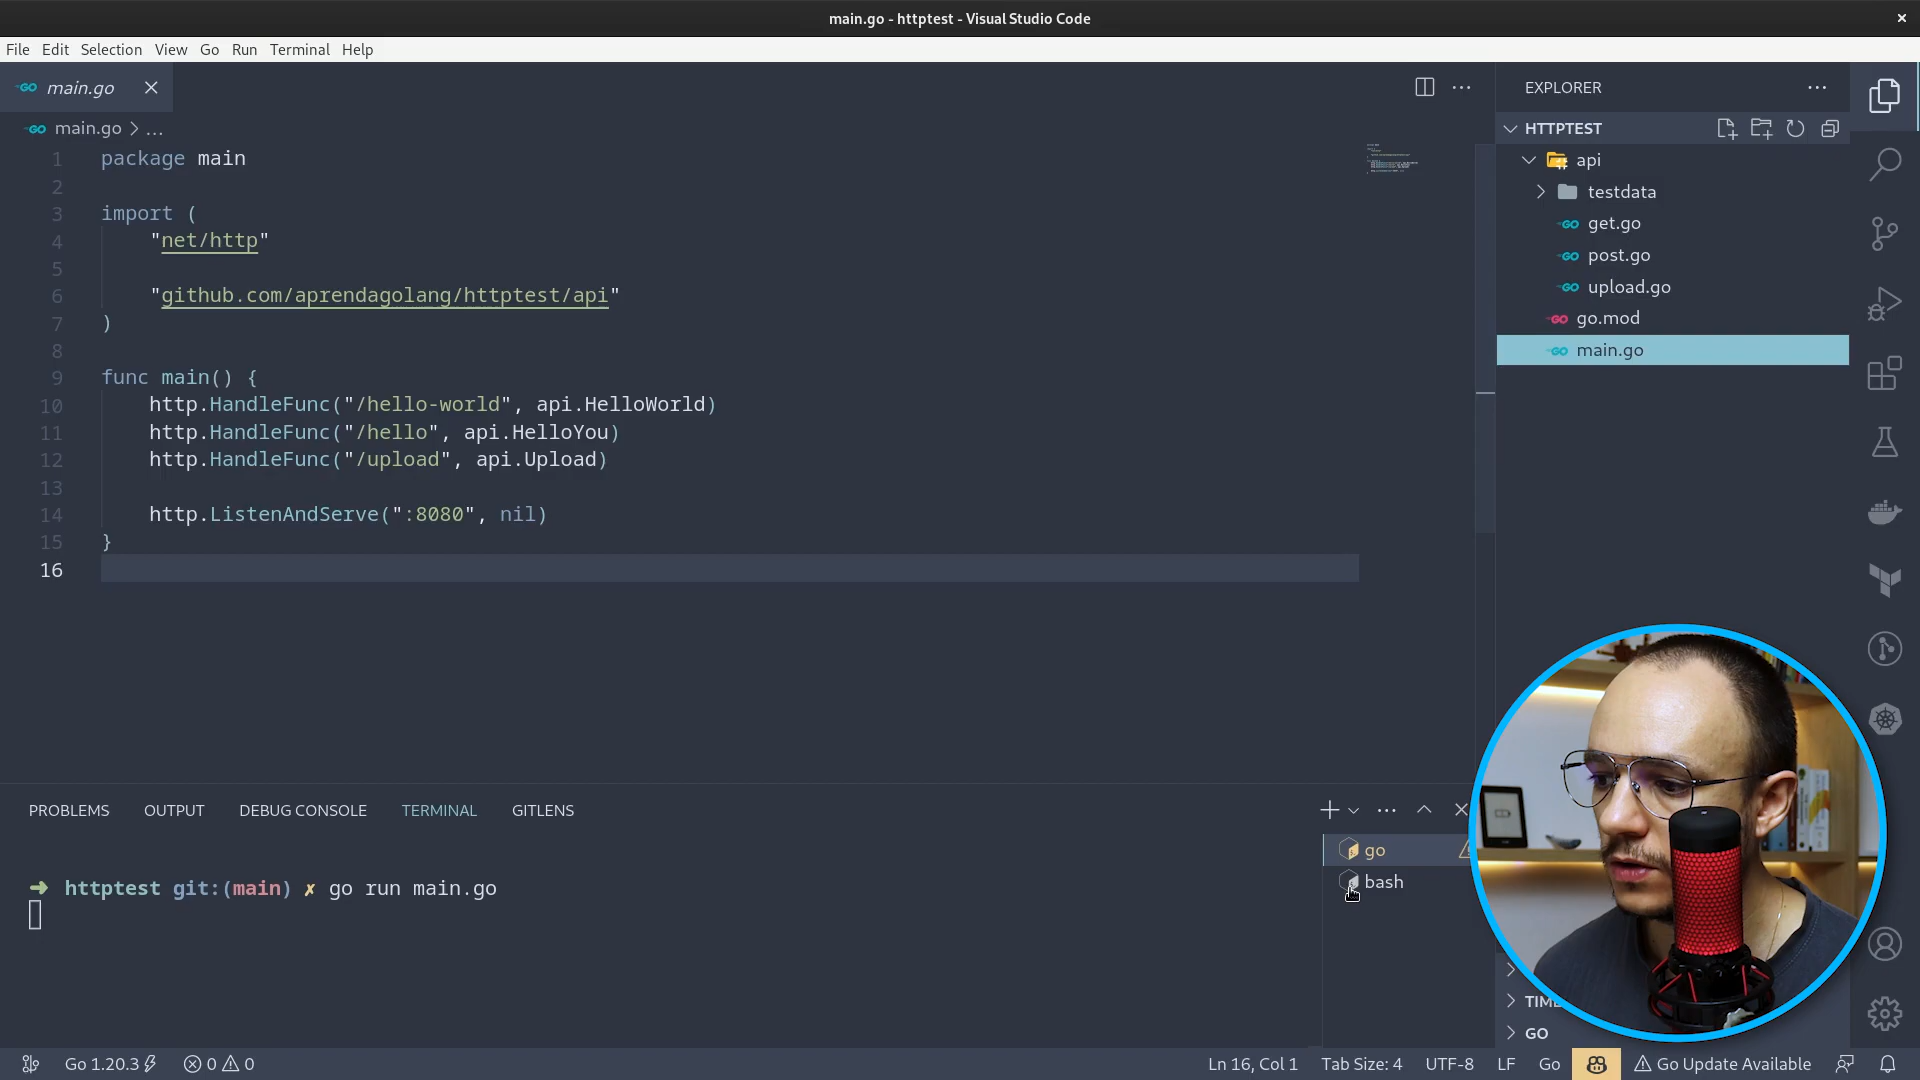 main.go - httptest - Visual Studio Code
File Edit Selection View Go Run Terminal Help
main.go
main.go > ...
1 package main
2
3 import (
4 "net/http"
5
6 "github.com/aprendagolang/httptest/api"
7 )
8
9 func main() {
10 http.HandleFunc("/hello-world", api.HelloWorld)
11 http.HandleFunc("/hello", api.HelloYou)
12 http.HandleFunc("/upload", api.Upload)
13
14 http.ListenAndServe(":8080", nil)
15 }
16
EXPLORER
HTTPTEST
api
testdata
get.go
post.go
upload.go
go.mod
main.go
PROBLEMS OUTPUT DEBUG CONSOLE TERMINAL GITLENS
➜ httptest git:(main) ✗ go run main.go
go
bash
TIME
GO
Go 1.20.3 0 0
Ln 16, Col 1 Tab Size: 4 UTF-8 LF Go Go Update Available